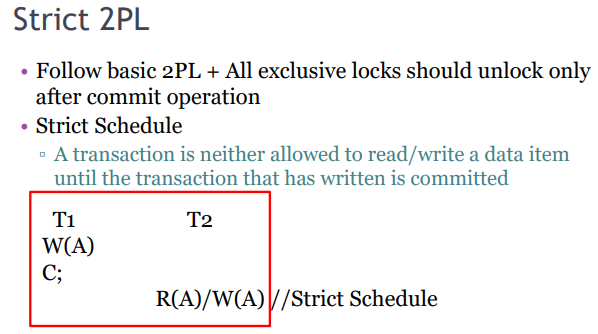 Strict 2PL
• Follow basic 2PL + All exclusive locks should unlock only
after commit operation
• Strict Schedule
▫ A transaction is neither allowed to read/write a data item
until the transaction that has written is committed
T1 T2
W(A)
C;
R(A)/W(A) //Strict Schedule